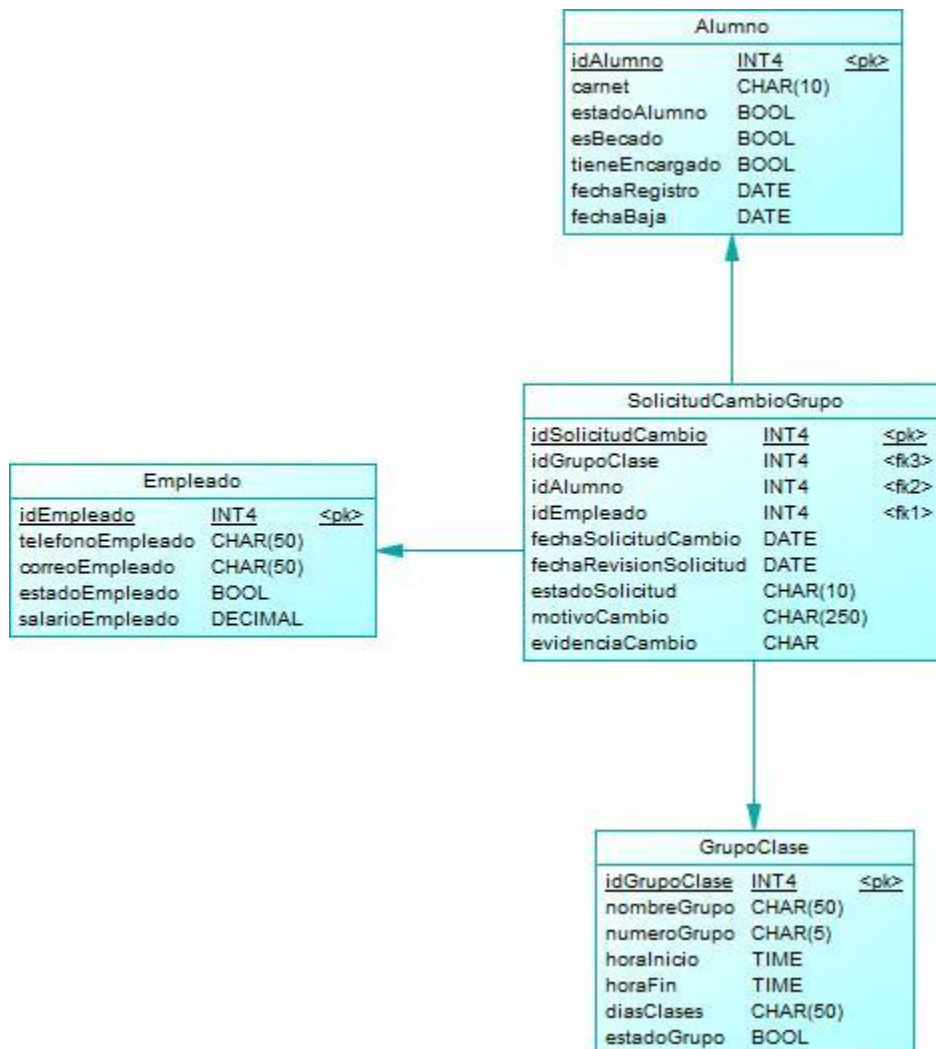 Alumno
idAlumno INT4 <pk>
carnet CHAR(10)
estadoAlumno BOOL
esBecado BOOL
tieneEncargado BOOL
fechaRegistro DATE
fechaBaja DATE
SolicitudCambioGrupo
idSolicitudCambio INT4 <pk>
idGrupoClase INT4 <fk3>
idAlumno INT4 <fk2>
idEmpleado INT4 <fk1>
fechaSolicitudCambio DATE
fechaRevisionSolicitud DATE
estadoSolicitud CHAR(10)
motivoCambio CHAR(250)
evidenciaCambio CHAR
Empleado
idEmpleado INT4 <pk>
telefonoEmpleado CHAR(50)
correoEmpleado CHAR(50)
estadoEmpleado BOOL
salarioEmpleado DECIMAL
GrupoClase
idGrupoClase INT4 <pk>
nombreGrupo CHAR(50)
numeroGrupo CHAR(5)
horaInicio TIME
horaFin TIME
diasClases CHAR(50)
estadoGrupo BOOL